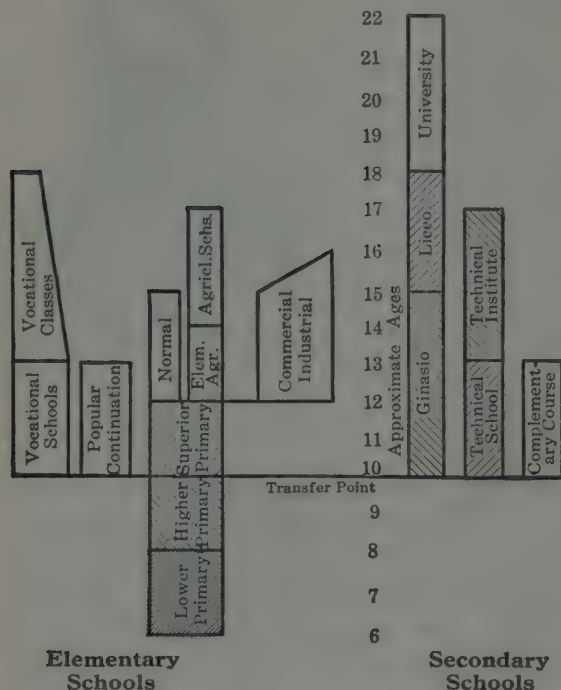 22
21
20
19
18
17
16
15
14
13
12
11
10
9
8
7
6
Approximate Ages
Transfer Point
Vocational
Classes
Vocational
Schools
Popular
Continuation
Normal
Agricl. Schs.
Elem.
Agr.
Superior
Primary
Higher
Primary
Lower
Primary
Commercial
Industrial
University
Liceo
Ginasio
Technical
Institute
Technical
School
Complement-
ary Course
Elementary
Schools
Secondary
Schools